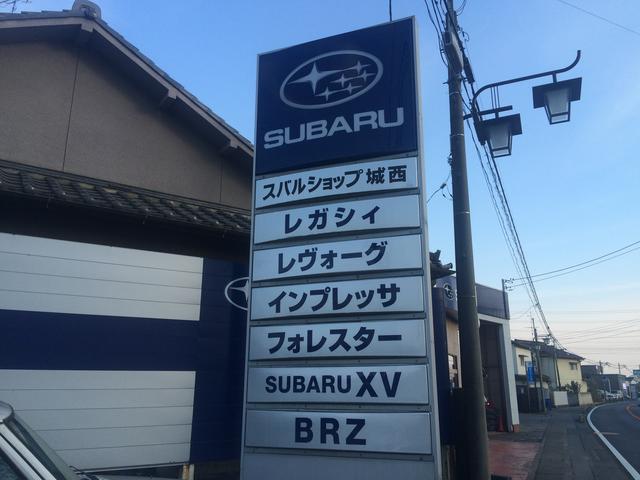 SUBARU
スバルショップ城西
レガシィ
レヴォーグ
インプレッサ
フォレスター
SUBARU XV
BRZ